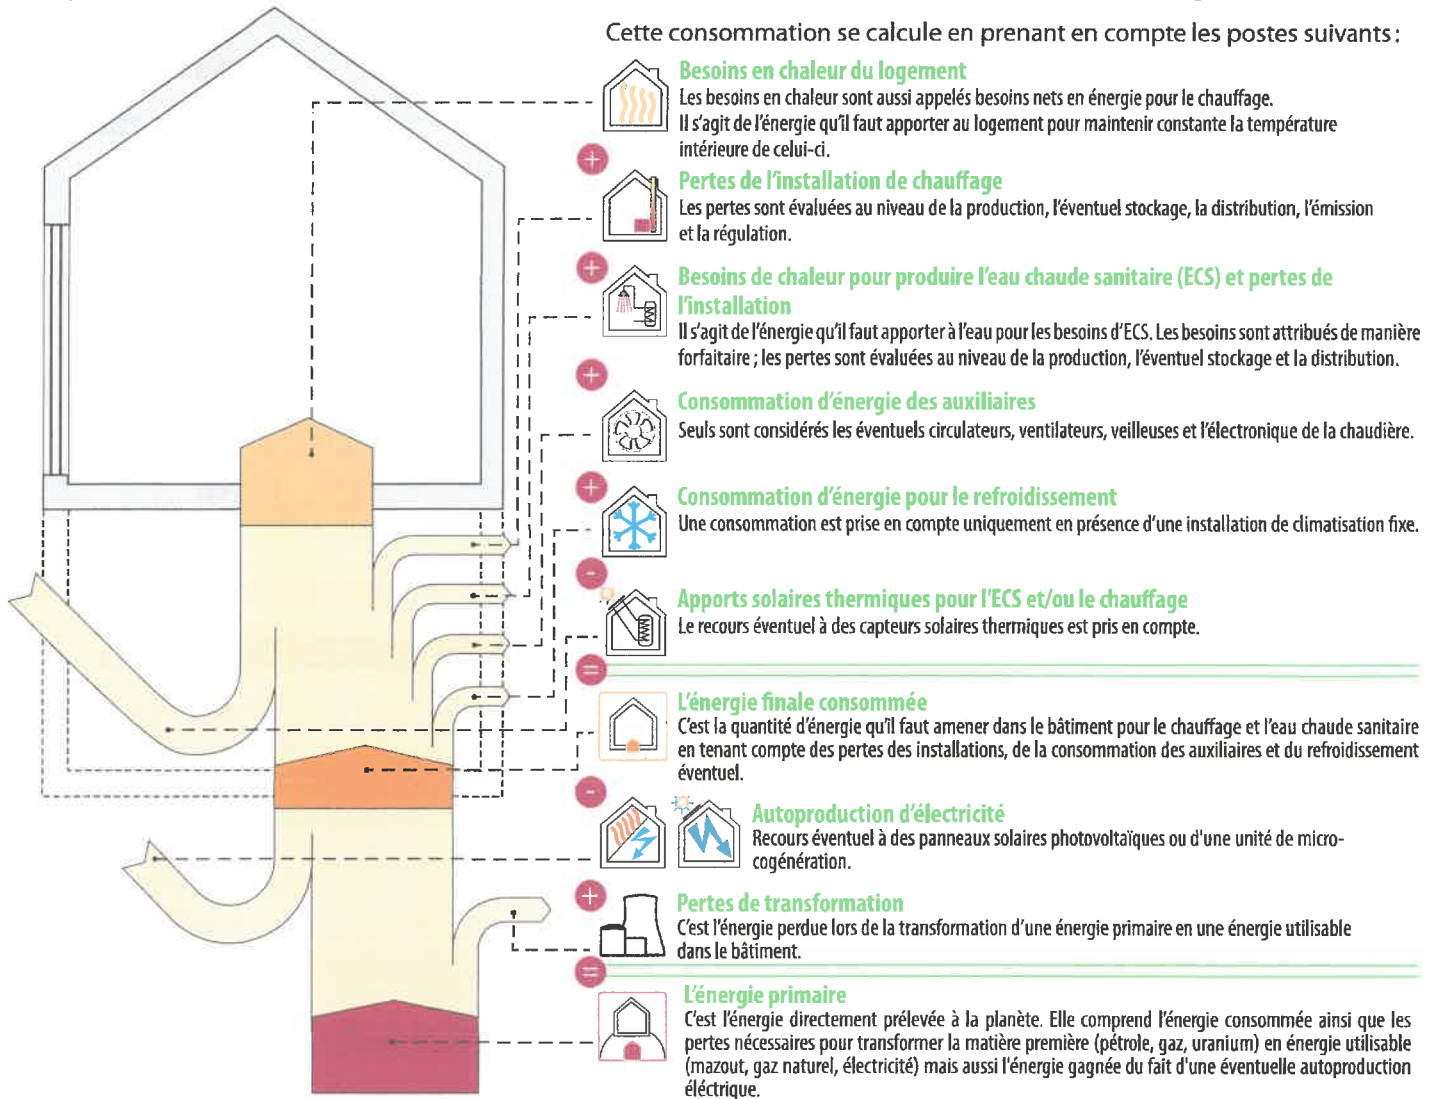 Cette consommation se calcule en prenant en compte les postes suivants :
Besoins en chaleur du logement
Les besoins en chaleur sont aussi appelés besoins nets en énergie pour le chauffage.
Il s'agit de l'énergie qu'il faut apporter au logement pour maintenir constante la température
intérieure de celui-ci.
+
Pertes de l'installation de chauffage
Les pertes sont évaluées au niveau de la production, l'éventuel stockage, la distribution, l'émission
et la régulation.
+
Besoins de chaleur pour produire l'eau chaude sanitaire (ECS) et pertes de
l'installation
Il s'agit de l'énergie qu'il faut apporter à l'eau pour les besoins d'ECS. Les besoins sont attribués de manière
forfaitaire ; les pertes sont évaluées au niveau de la production, l'éventuel stockage et la distribution.
+
Consommation d'énergie des auxiliaires
Seuls sont considérés les éventuels circulateurs, ventilateurs, veilleuses et l'électronique de la chaudière.
+
Consommation d'énergie pour le refroidissement
Une consommation est prise en compte uniquement en présence d'une installation de climatisation fixe.
-
Apports solaires thermiques pour l'ECS et/ou le chauffage
Le recours éventuel à des capteurs solaires thermiques est pris en compte.
=
L'énergie finale consommée
C'est la quantité d'énergie qu'il faut amener dans le bâtiment pour le chauffage et l'eau chaude sanitaire
en tenant compte des pertes des installations, de la consommation des auxiliaires et du refroidissement
éventuel.
-
Autoproduction d'électricité
Recours éventuel à des panneaux solaires photovoltaïques ou d'une unité de micro-
cogénération.
+
Pertes de transformation
C'est l'énergie perdue lors de la transformation d'une énergie primaire en une énergie utilisable
dans le bâtiment.
=
L'énergie primaire
C'est l'énergie directement prélevée à la planète. Elle comprend l'énergie consommée ainsi que les
pertes nécessaires pour transformer la matière première (pétrole, gaz, uranium) en énergie utilisable
(mazout, gaz naturel, électricité) mais aussi l'énergie gagnée du fait d'une éventuelle autoproduction
éléctrique.